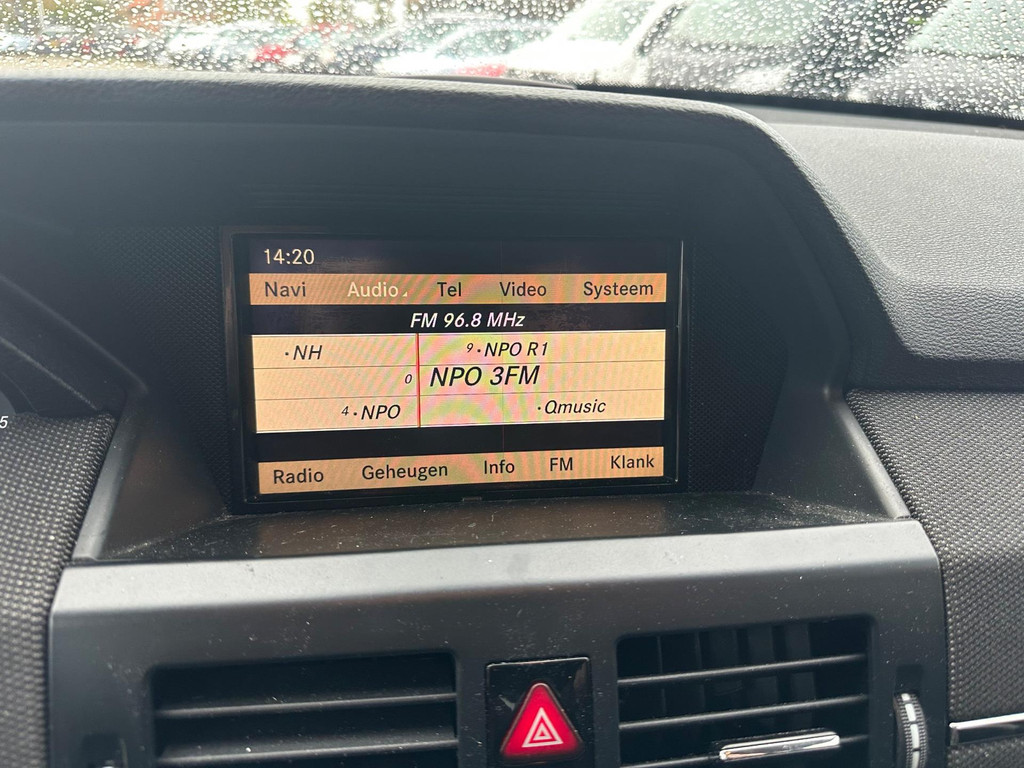 14:20
Navi Audio Tel Video Systeem
FM 96.8 MHz
·NH 9·NPO R1
0 NPO 3FM
4·NPO ·Qmusic
Radio Geheugen Info FM Klank
5